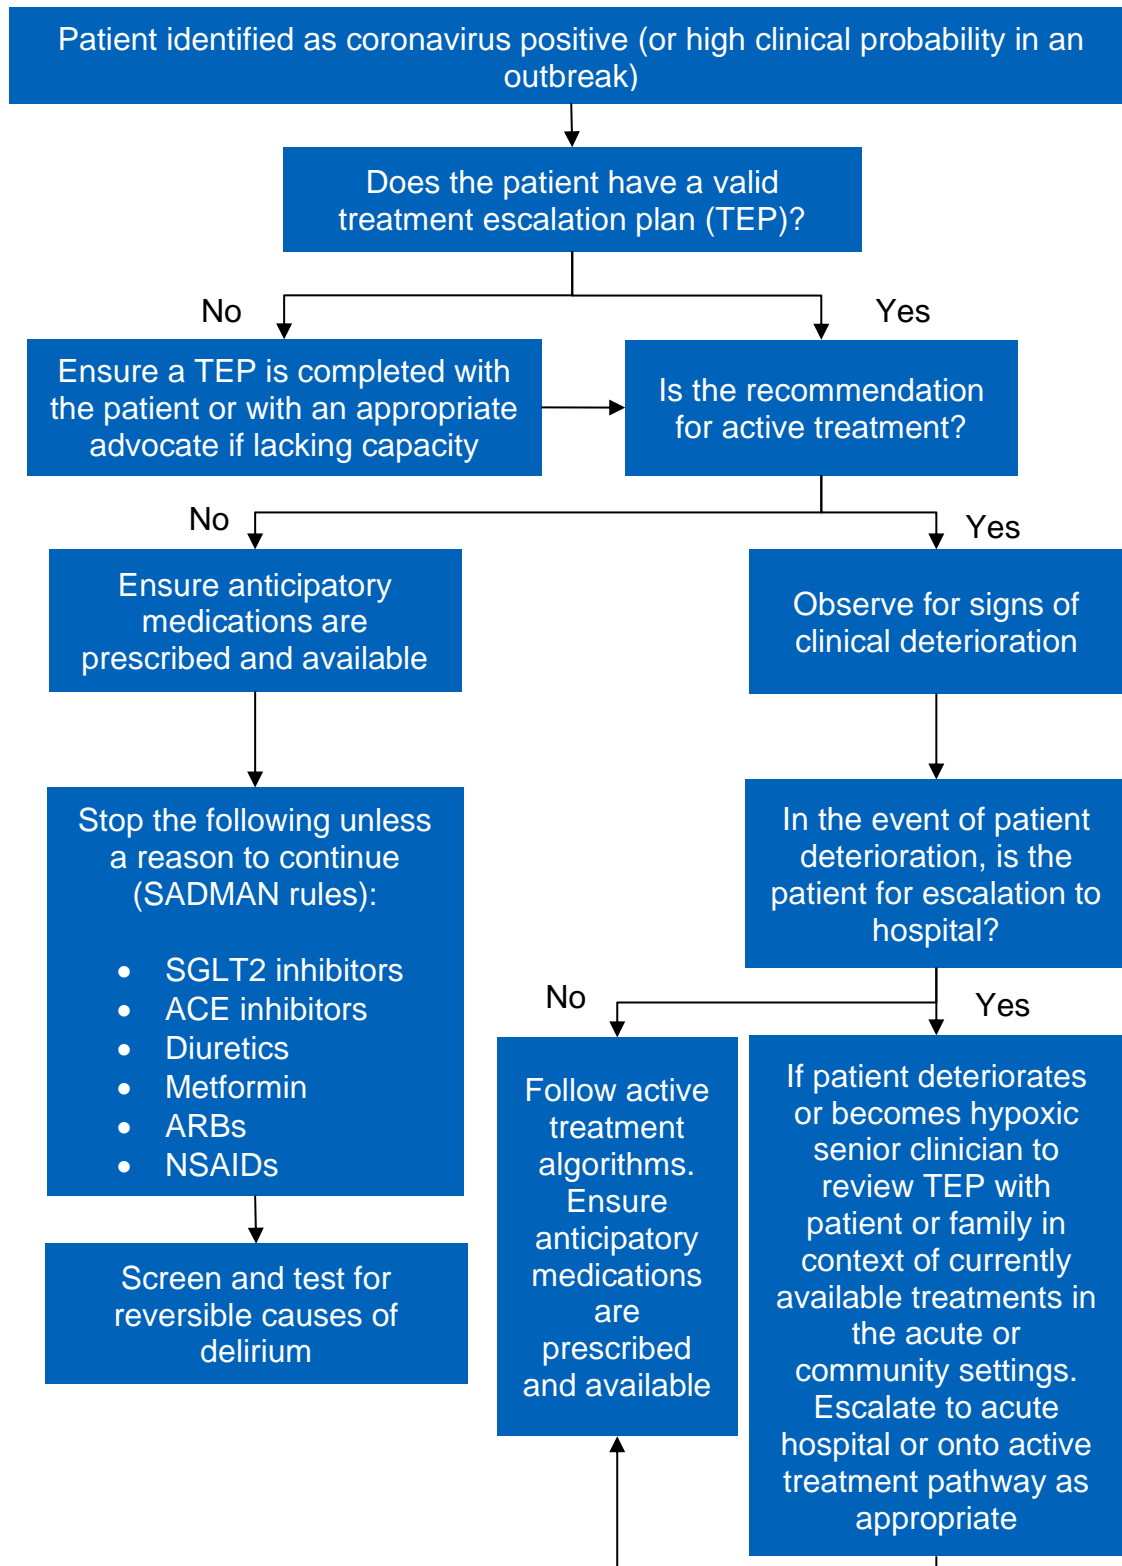 Patient identified as coronavirus positive (or high clinical probability in an
outbreak)
Does the patient have a valid
treatment escalation plan (TEP)?
No
Yes
Ensure a TEP is completed with
the patient or with an appropriate
advocate if lacking capacity
Is the recommendation
for active treatment?
No
Yes
Ensure anticipatory
medications are
prescribed and available
Observe for signs of
clinical deterioration
Stop the following unless
a reason to continue
(SADMAN rules):
• SGLT2 inhibitors
• ACE inhibitors
• Diuretics
• Metformin
• ARBs
• NSAIDs
In the event of patient
deterioration, is the
patient for escalation to
hospital?
No
Yes
Screen and test for
reversible causes of
delirium
Follow active
treatment
algorithms.
Ensure
anticipatory
medications
are
prescribed
and available
If patient deteriorates
or becomes hypoxic
senior clinician to
review TEP with
patient or family in
context of currently
available treatments in
the acute or
community settings.
Escalate to acute
hospital or onto active
treatment pathway as
appropriate